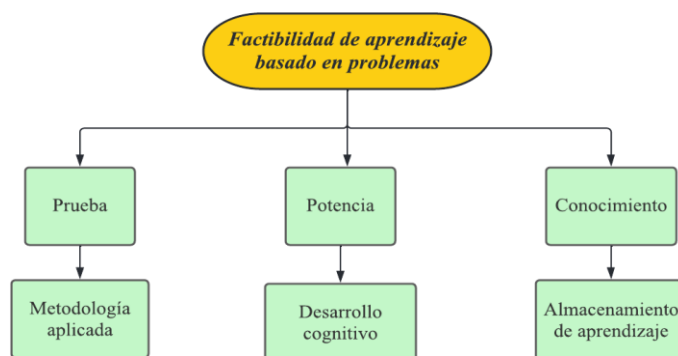 Factibilidad de aprendizaje
basado en problemas
Prueba
Potencia
Conocimiento
Metodología
aplicada
Desarrollo
cognitivo
Almacenamiento
de aprendizaje